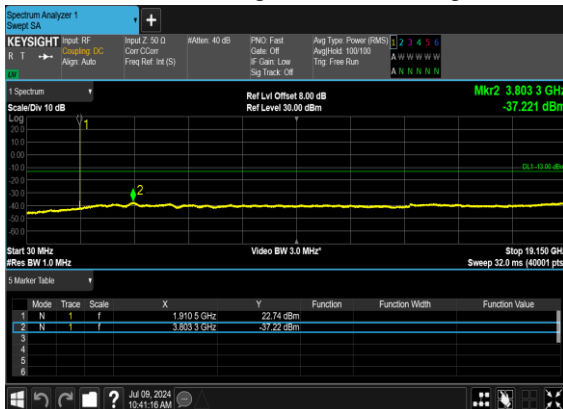 Spectrum Analyzer 1
Swept SA
KEYSIGHT
R T
LW
Input: RF
Coupling: DC
Align: Auto
Input Z: 50 Ω
Corr CCorr
Freq Ref: Int (S)
#Atten: 40 dB
PNO: Fast
Gate: Off
IF Gain: Low
Sig Track: Off
Avg Type: Power (RMS)
Avg|Hold: 100/100
Trig: Free Run
1 2 3 4 5 6
A W W W W W
A N N N N N
1 Spectrum
Scale/Div 10 dB
Ref Lvl Offset 8.00 dB
Ref Level 30.00 dBm
Mkr2 3.803 3 GHz
-37.221 dBm
Log
20.0
10.0
0.00
-10.0
-20.0
-30.0
-40.0
-50.0
-60.0
1
2
DL1 -13.00 dBm
Start 30 MHz
#Res BW 1.0 MHz
Video BW 3.0 MHz*
Stop 19.150 GHz
Sweep 32.0 ms (40001 pts)
5 Marker Table
Mode Trace Scale X Y Function Function Width Function Value
1 N 1 f 1.910 5 GHz 22.74 dBm
2 N 1 f 3.803 3 GHz -37.22 dBm
3
4
5
6
?
Jul 09, 2024
10:41:16 AM